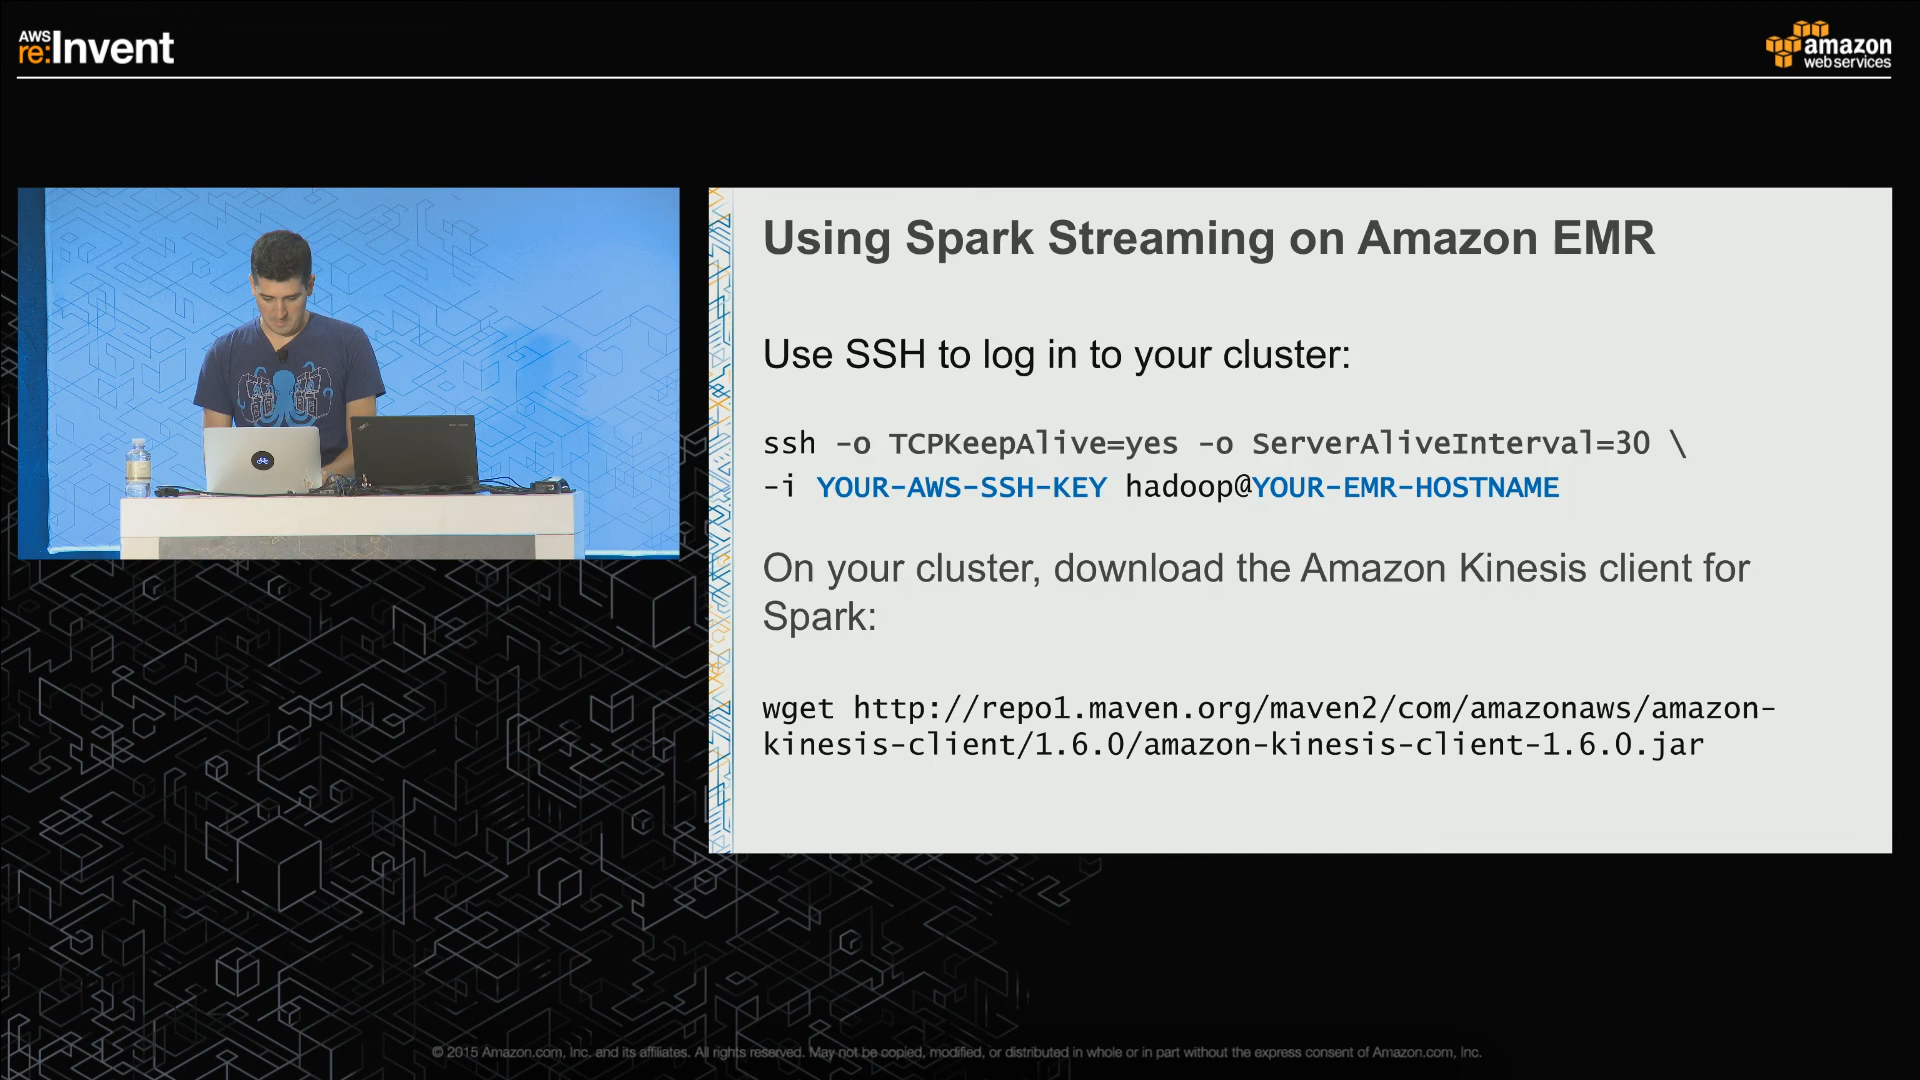 AWS
re:Invent
amazon
web services
Using Spark Streaming on Amazon EMR
Use SSH to log in to your cluster:
ssh -o TCPKeepAlive=yes -o ServerAliveInterval=30 \
-i YOUR-AWS-SSH-KEY hadoop@YOUR-EMR-HOSTNAME
On your cluster, download the Amazon Kinesis client for
Spark:
wget http://repo1.maven.org/maven2/com/amazonaws/amazon-
kinesis-client/1.6.0/amazon-kinesis-client-1.6.0.jar
© 2015 Amazon.com, Inc. and its affiliates. All rights reserved. May not be copied, modified, or distributed in whole or in part without the express consent of Amazon.com, Inc.